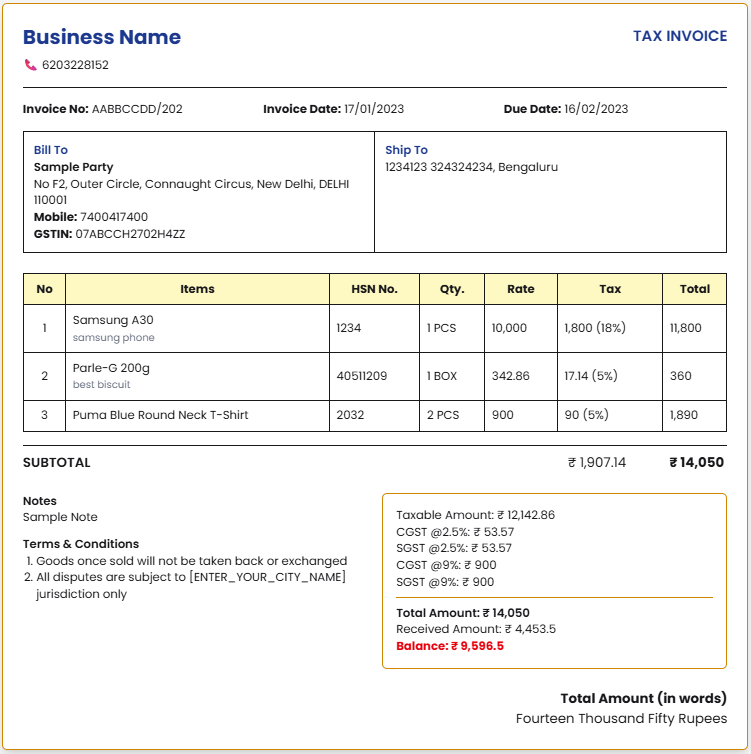 Business Name
TAX INVOICE
6203228152
Invoice No: AABBCCDD/202 Invoice Date: 17/01/2023 Due Date: 16/02/2023
Bill To
Sample Party
No F2, Outer Circle, Connaught Circus, New Delhi, DELHI
110001
Mobile: 7400417400
GSTIN: 07ABCCH2702H4ZZ
Ship To
1234123 324324234, Bengaluru
No Items HSN No. Qty. Rate Tax Total
1 Samsung A30 1234 1 PCS 10,000 1,800 (18%) 11,800
samsung phone
2 Parle-G 200g 40511209 1 BOX 342.86 17.14 (5%) 360
best biscuit
3 Puma Blue Round Neck T-Shirt 2032 2 PCS 900 90 (5%) 1,890
SUBTOTAL ₹ 1,907.14 ₹ 14,050
Notes
Sample Note
Terms & Conditions
1. Goods once sold will not be taken back or exchanged
2. All disputes are subject to [ENTER_YOUR_CITY_NAME]
jurisdiction only
Taxable Amount: ₹ 12,142.86
CGST @2.5%: ₹ 53.57
SGST @2.5%: ₹ 53.57
CGST @9%: ₹ 900
SGST @9%: ₹ 900
Total Amount: ₹ 14,050
Received Amount: ₹ 4,453.5
Balance: ₹ 9,596.5
Total Amount (in words)
Fourteen Thousand Fifty Rupees